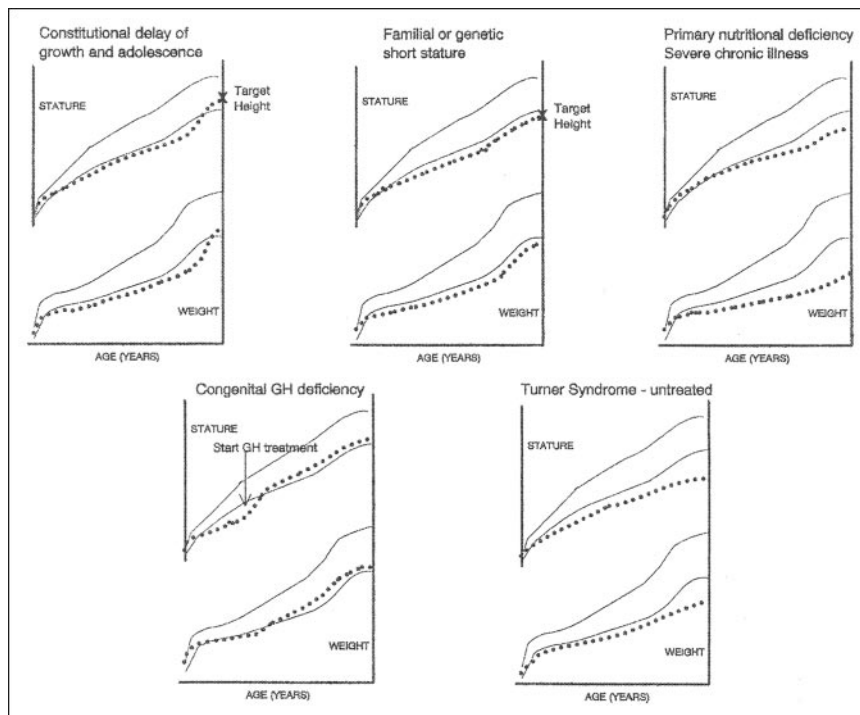 Constitutional delay of
growth and adolescence
STATURE
Target
Height
WEIGHT
AGE (YEARS)
Familial or genetic
short stature
STATURE
Target
Height
WEIGHT
AGE (YEARS)
Primary nutritional deficiency
Severe chronic illness
STATURE
WEIGHT
AGE (YEARS)
Congenital GH deficiency
STATURE
Start GH treatment
WEIGHT
AGE (YEARS)
Turner Syndrome - untreated
STATURE
WEIGHT
AGE (YEARS)